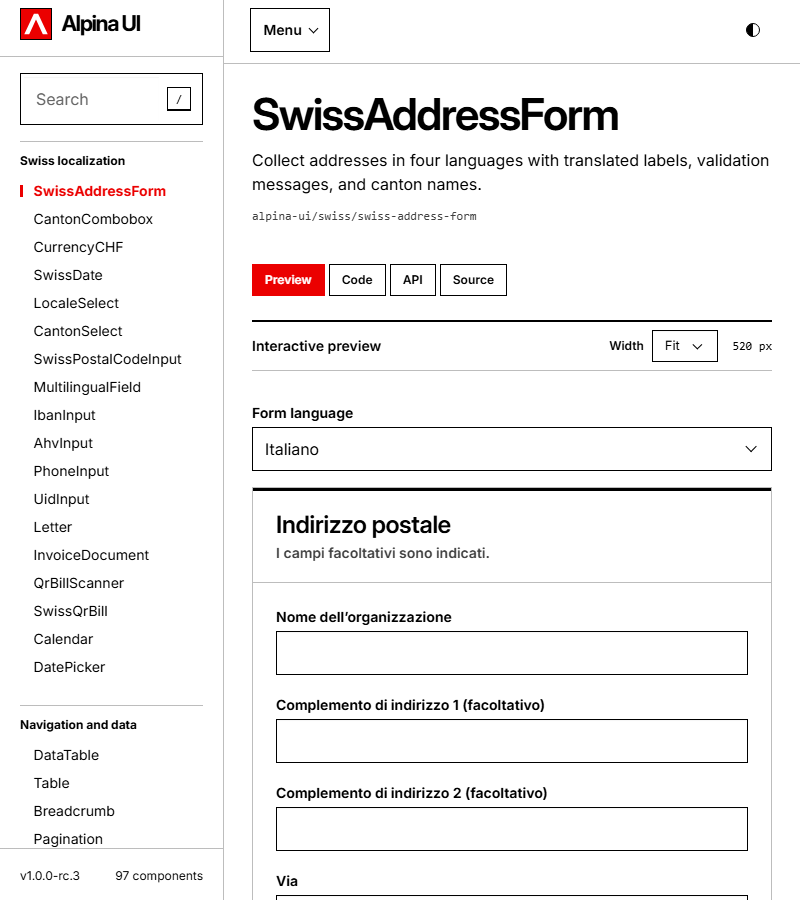 Alpina UI
Search
/
Swiss localization
SwissAddressForm
CantonCombobox
CurrencyCHF
SwissDate
LocaleSelect
CantonSelect
SwissPostalCodeInput
MultilingualField
IbanInput
AhvInput
PhoneInput
UidInput
Letter
InvoiceDocument
QrBillScanner
SwissQrBill
Calendar
DatePicker
Navigation and data
DataTable
Table
Breadcrumb
Pagination
v1.0.0-rc.3 97 components
Menu
SwissAddressForm
Collect addresses in four languages with translated labels, validation
messages, and canton names.
alpina-ui/swiss/swiss-address-form
Preview Code API Source
Interactive preview Width Fit 520 px
Form language
Italiano
Indirizzo postale
I campi facoltativi sono indicati.
Nome dell’organizzazione
Complemento di indirizzo 1 (facoltativo)
Complemento di indirizzo 2 (facoltativo)
Via